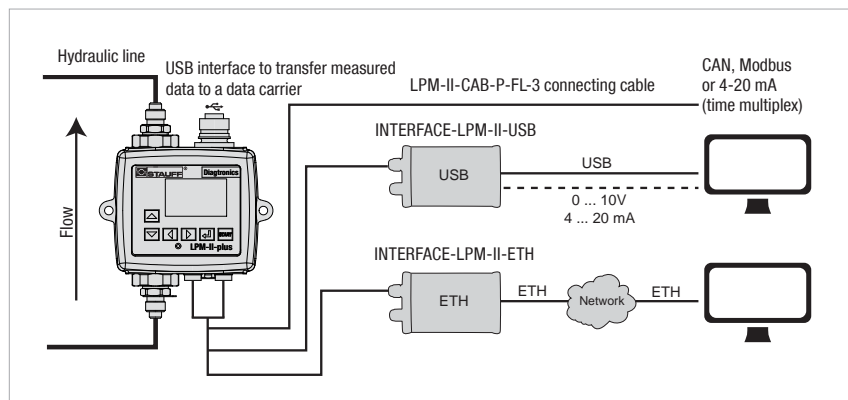 Hydraulic line
USB interface to transfer measured
data to a data carrier
LPM-II-CAB-P-FL-3 connecting cable
CAN, Modbus
or 4-20 mA
(time multiplex)
INTERFACE-LPM-II-USB
USB
USB
0 ... 10V
4 ... 20 mA
Flow
STAUFF®
Diagtronics
START
LPM-II-plus
INTERFACE-LPM-II-ETH
ETH
ETH
Network
ETH